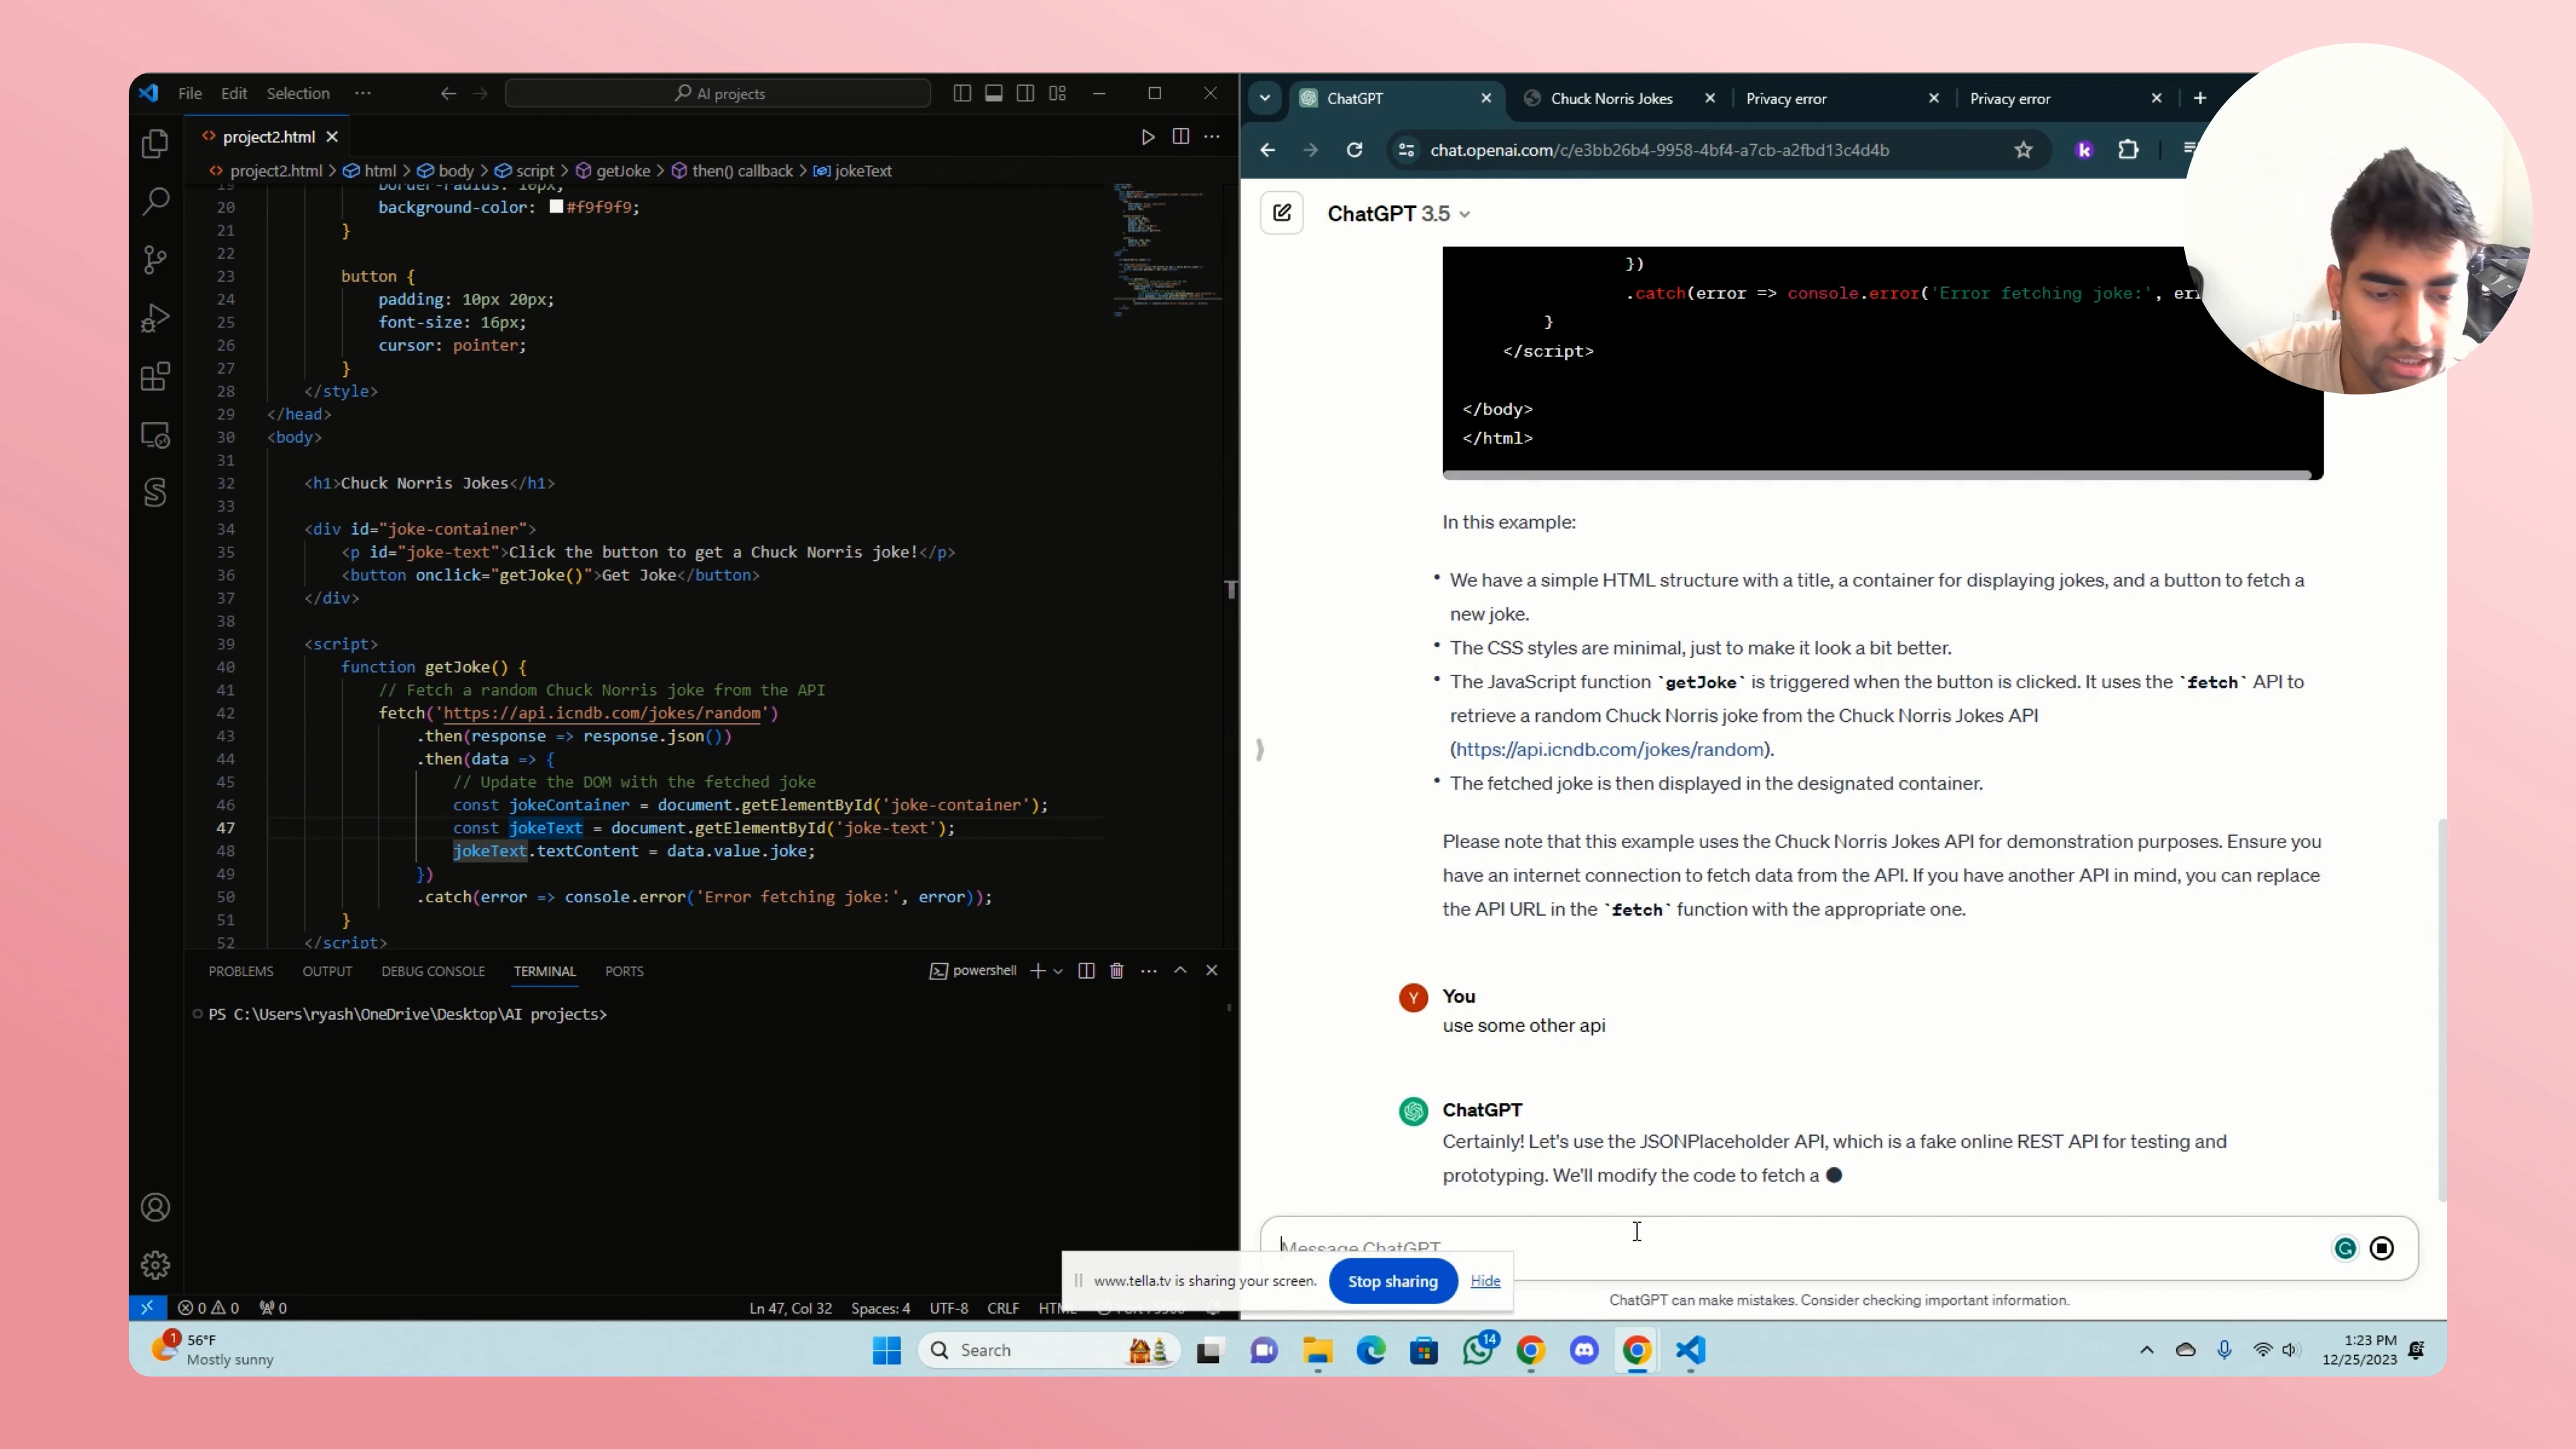 File Edit Selection ··· AI projects
project2.html
project2.html > html > body > script > getJoke > then() callback > jokeText
19 border-radius: 10px;
20 background-color: #f9f9f9;
21 }
22
23 button {
24 padding: 10px 20px;
25 font-size: 16px;
26 cursor: pointer;
27 }
28 </style>
29 </head>
30 <body>
31
32 <h1>Chuck Norris Jokes</h1>
33
34 <div id="joke-container">
35 <p id="joke-text">Click the button to get a Chuck Norris joke!</p>
36 <button onclick="getJoke()">Get Joke</button>
37 </div>
38
39 <script>
40 function getJoke() {
41 // Fetch a random Chuck Norris joke from the API
42 fetch('https://api.icndb.com/jokes/random')
43 .then(response => response.json())
44 .then(data => {
45 // Update the DOM with the fetched joke
46 const jokeContainer = document.getElementById('joke-container');
47 const jokeText = document.getElementById('joke-text');
48 jokeText.textContent = data.value.joke;
49 })
50 .catch(error => console.error('Error fetching joke:', error));
51 }
52 </script>
PROBLEMS OUTPUT DEBUG CONSOLE TERMINAL PORTS powershell
PS C:\Users\ryash\OneDrive\Desktop\AI projects>
0 0 0 Ln 47, Col 32 Spaces: 4 UTF-8 CRLF
ChatGPT Chuck Norris Jokes Privacy error Privacy error
chat.openai.com/c/e3bb26b4-9958-4bf4-a7cb-a2fbd13c4d4b
k
ChatGPT 3.5
})
.catch(error => console.error('Error fetching joke:',
}
</script>
</body>
</html>
In this example:
• We have a simple HTML structure with a title, a container for displaying jokes, and a button to fetch a
new joke.
• The CSS styles are minimal, just to make it look a bit better.
• The JavaScript function `getJoke` is triggered when the button is clicked. It uses the `fetch` API to
retrieve a random Chuck Norris joke from the Chuck Norris Jokes API
(https://api.icndb.com/jokes/random).
• The fetched joke is then displayed in the designated container.
Please note that this example uses the Chuck Norris Jokes API for demonstration purposes. Ensure you
have an internet connection to fetch data from the API. If you have another API in mind, you can replace
the API URL in the `fetch` function with the appropriate one.
Y You
use some other api
ChatGPT
Certainly! Let's use the JSONPlaceholder API, which is a fake online REST API for testing and
prototyping. We'll modify the code to fetch a
Message ChatGPT
www.tella.tv is sharing your screen. Stop sharing Hide
ChatGPT can make mistakes. Consider checking important information.
1 56°F
Mostly sunny
Search
14
1:23 PM
12/25/2023